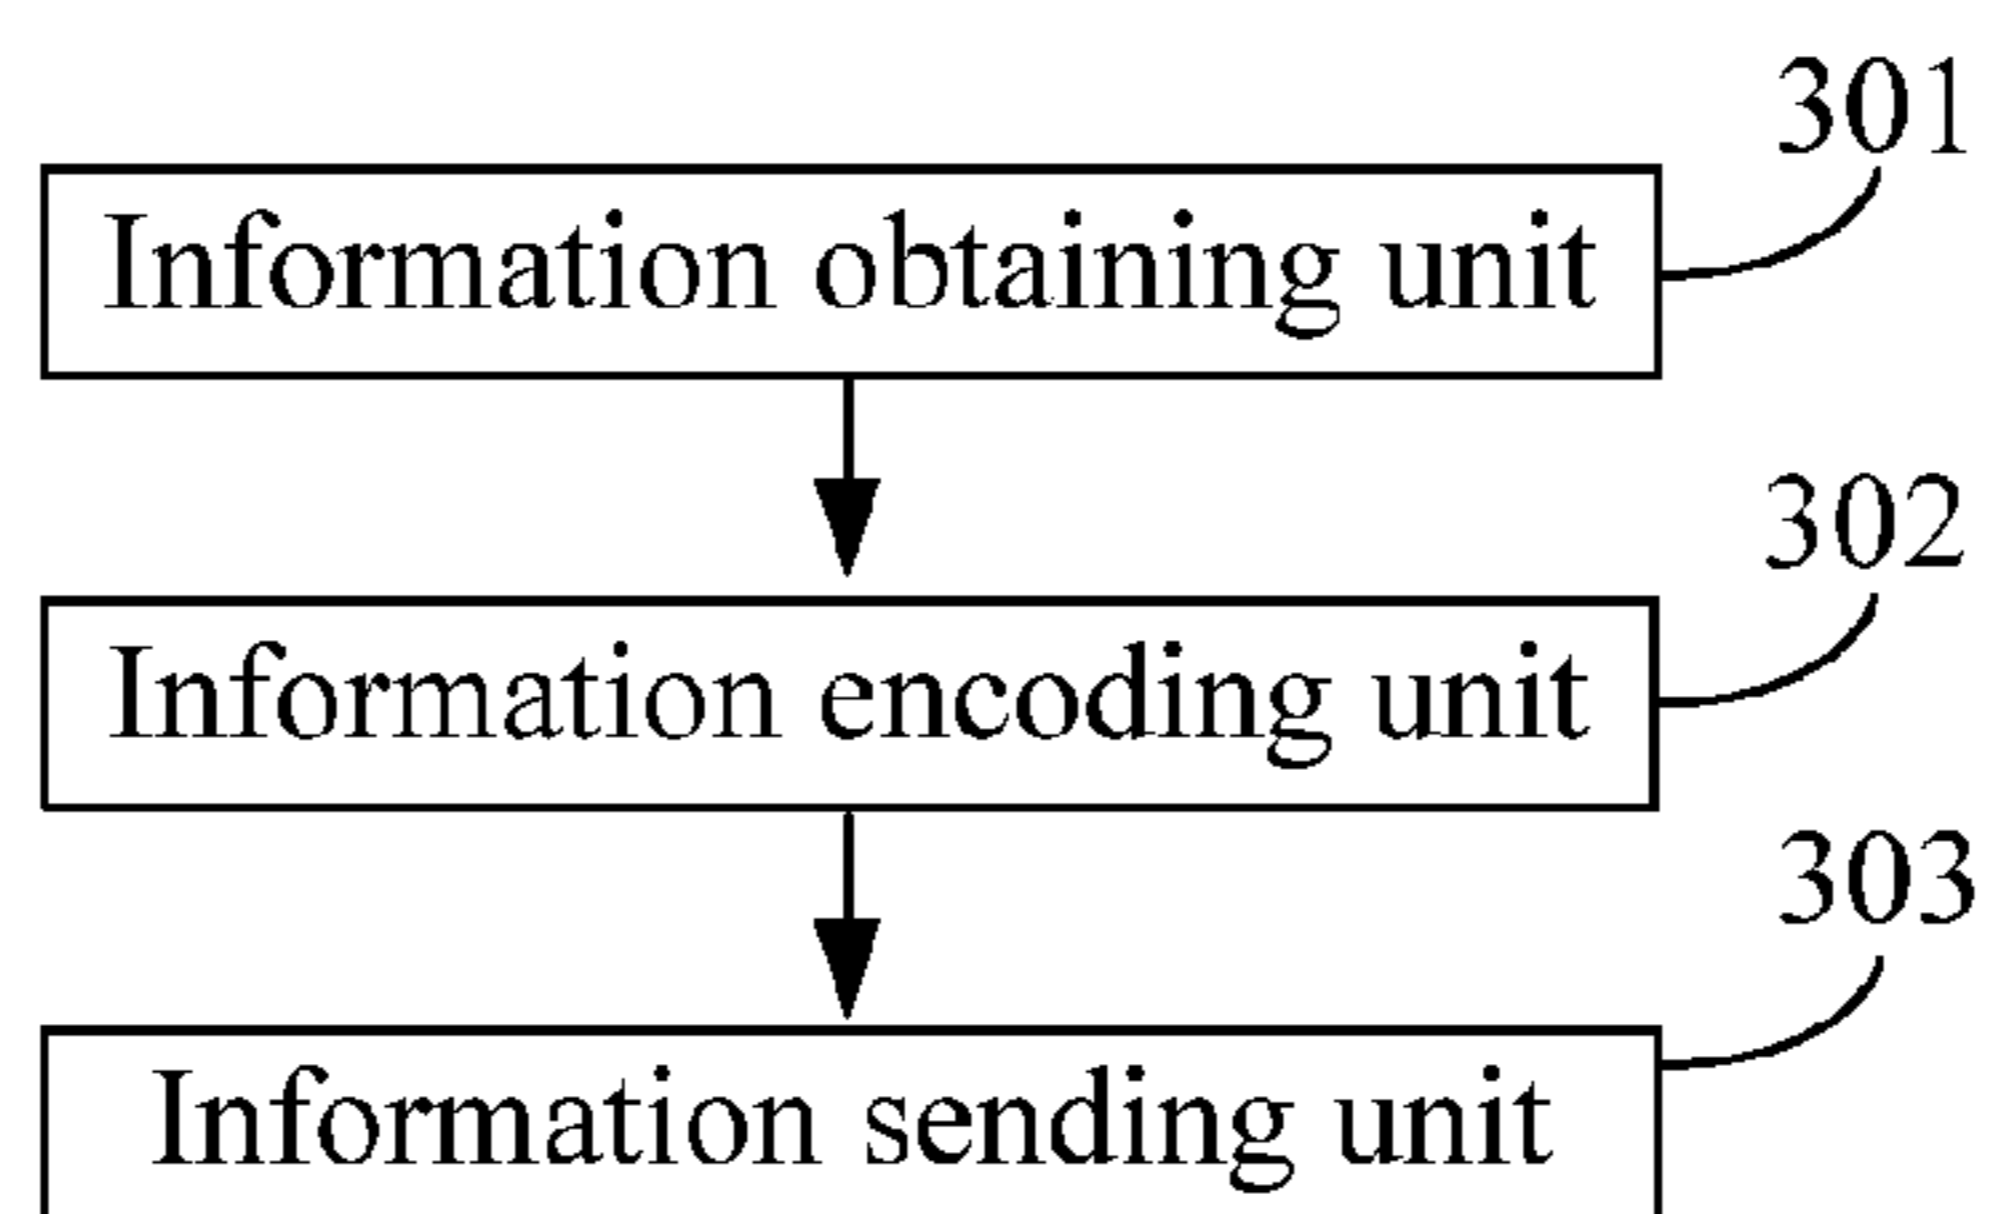 301
Information obtaining unit
302
Information encoding unit
303
Information sending unit